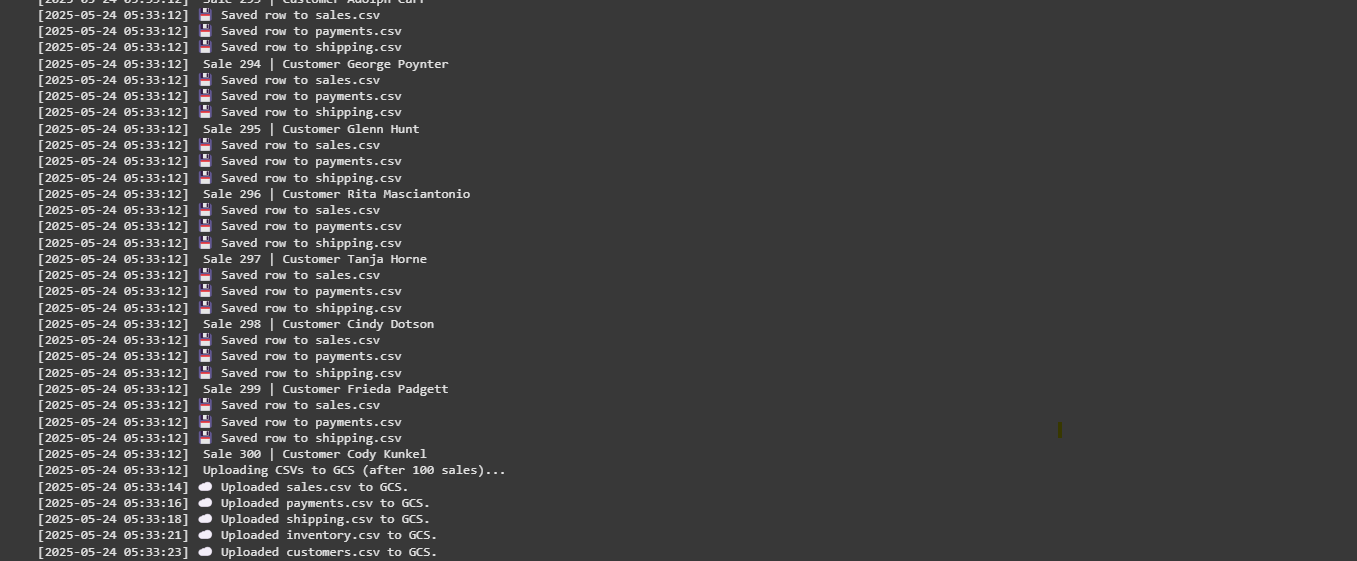 [2025-05-24 05:33:12] Sale 293 | Customer Adolph Carr
[2025-05-24 05:33:12] 💾 Saved row to sales.csv
[2025-05-24 05:33:12] 💾 Saved row to payments.csv
[2025-05-24 05:33:12] 💾 Saved row to shipping.csv
[2025-05-24 05:33:12] Sale 294 | Customer George Poynter
[2025-05-24 05:33:12] 💾 Saved row to sales.csv
[2025-05-24 05:33:12] 💾 Saved row to payments.csv
[2025-05-24 05:33:12] 💾 Saved row to shipping.csv
[2025-05-24 05:33:12] Sale 295 | Customer Glenn Hunt
[2025-05-24 05:33:12] 💾 Saved row to sales.csv
[2025-05-24 05:33:12] 💾 Saved row to payments.csv
[2025-05-24 05:33:12] 💾 Saved row to shipping.csv
[2025-05-24 05:33:12] Sale 296 | Customer Rita Masciantonio
[2025-05-24 05:33:12] 💾 Saved row to sales.csv
[2025-05-24 05:33:12] 💾 Saved row to payments.csv
[2025-05-24 05:33:12] 💾 Saved row to shipping.csv
[2025-05-24 05:33:12] Sale 297 | Customer Tanja Horne
[2025-05-24 05:33:12] 💾 Saved row to sales.csv
[2025-05-24 05:33:12] 💾 Saved row to payments.csv
[2025-05-24 05:33:12] 💾 Saved row to shipping.csv
[2025-05-24 05:33:12] Sale 298 | Customer Cindy Dotson
[2025-05-24 05:33:12] 💾 Saved row to sales.csv
[2025-05-24 05:33:12] 💾 Saved row to payments.csv
[2025-05-24 05:33:12] 💾 Saved row to shipping.csv
[2025-05-24 05:33:12] Sale 299 | Customer Frieda Padgett
[2025-05-24 05:33:12] 💾 Saved row to sales.csv
[2025-05-24 05:33:12] 💾 Saved row to payments.csv
[2025-05-24 05:33:12] 💾 Saved row to shipping.csv
[2025-05-24 05:33:12] Sale 300 | Customer Cody Kunkel
[2025-05-24 05:33:12] Uploading CSVs to GCS (after 100 sales)...
[2025-05-24 05:33:14] ☁ Uploaded sales.csv to GCS.
[2025-05-24 05:33:16] ☁ Uploaded payments.csv to GCS.
[2025-05-24 05:33:18] ☁ Uploaded shipping.csv to GCS.
[2025-05-24 05:33:21] ☁ Uploaded inventory.csv to GCS.
[2025-05-24 05:33:23] ☁ Uploaded customers.csv to GCS.